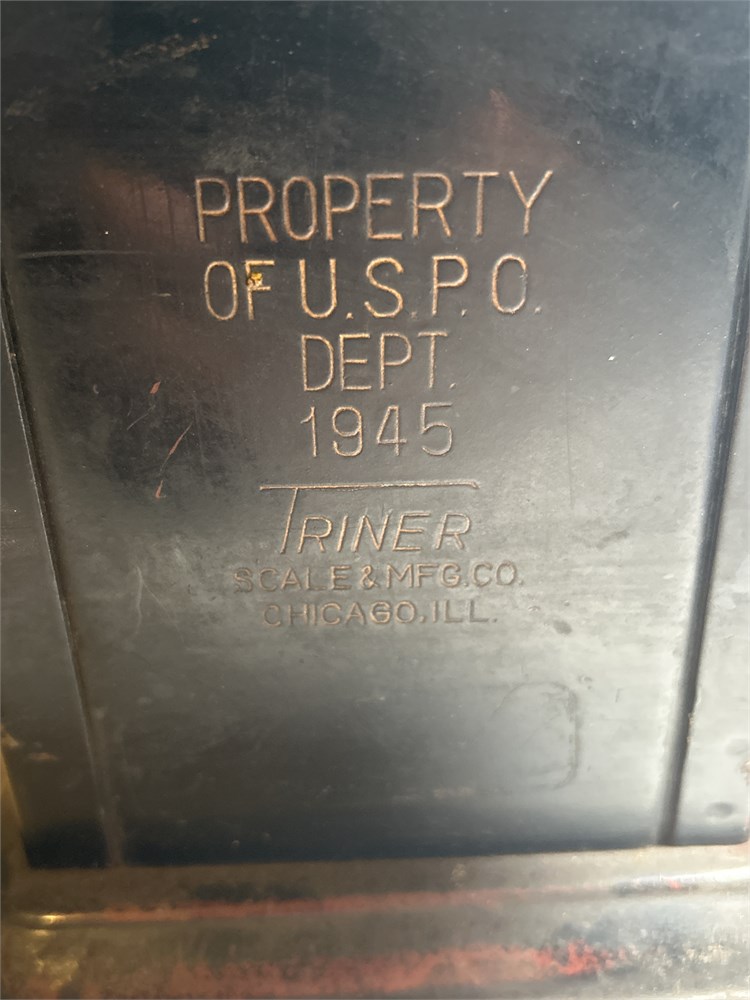 PROPERTY
OF U.S.P.O.
DEPT.
1945
TRINER
SCALE & MFG. CO.
CHICAGO, ILL.